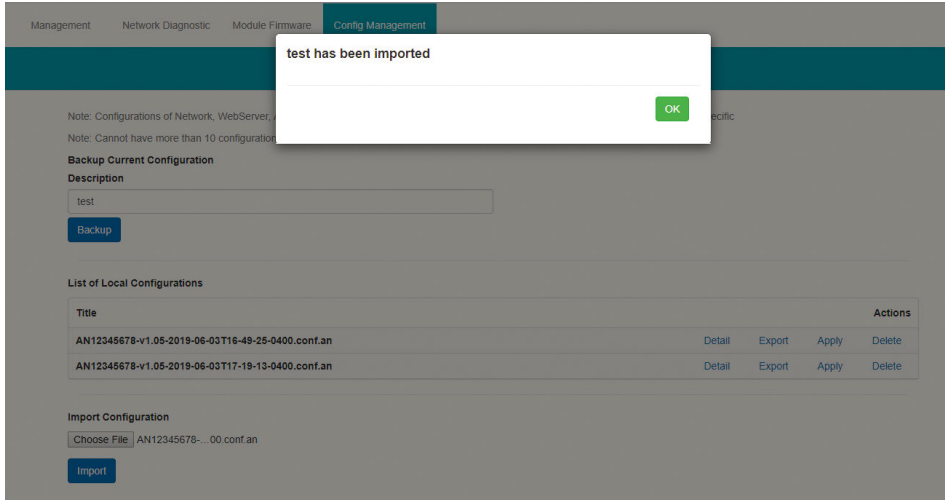 Management Network Diagnostic Module Firmware Config Management
test has been imported
OK
Note: Configurations of Network, WebServer, ecific
Note: Cannot have more than 10 configuration
Backup Current Configuration
Description
test
Backup
List of Local Configurations
Title Actions
AN12345678-v1.05-2019-06-03T16-49-25-0400.conf.an Detail Export Apply Delete
AN12345678-v1.05-2019-06-03T17-19-13-0400.conf.an Detail Export Apply Delete
Import Configuration
Choose File AN12345678-...00.conf.an
Import